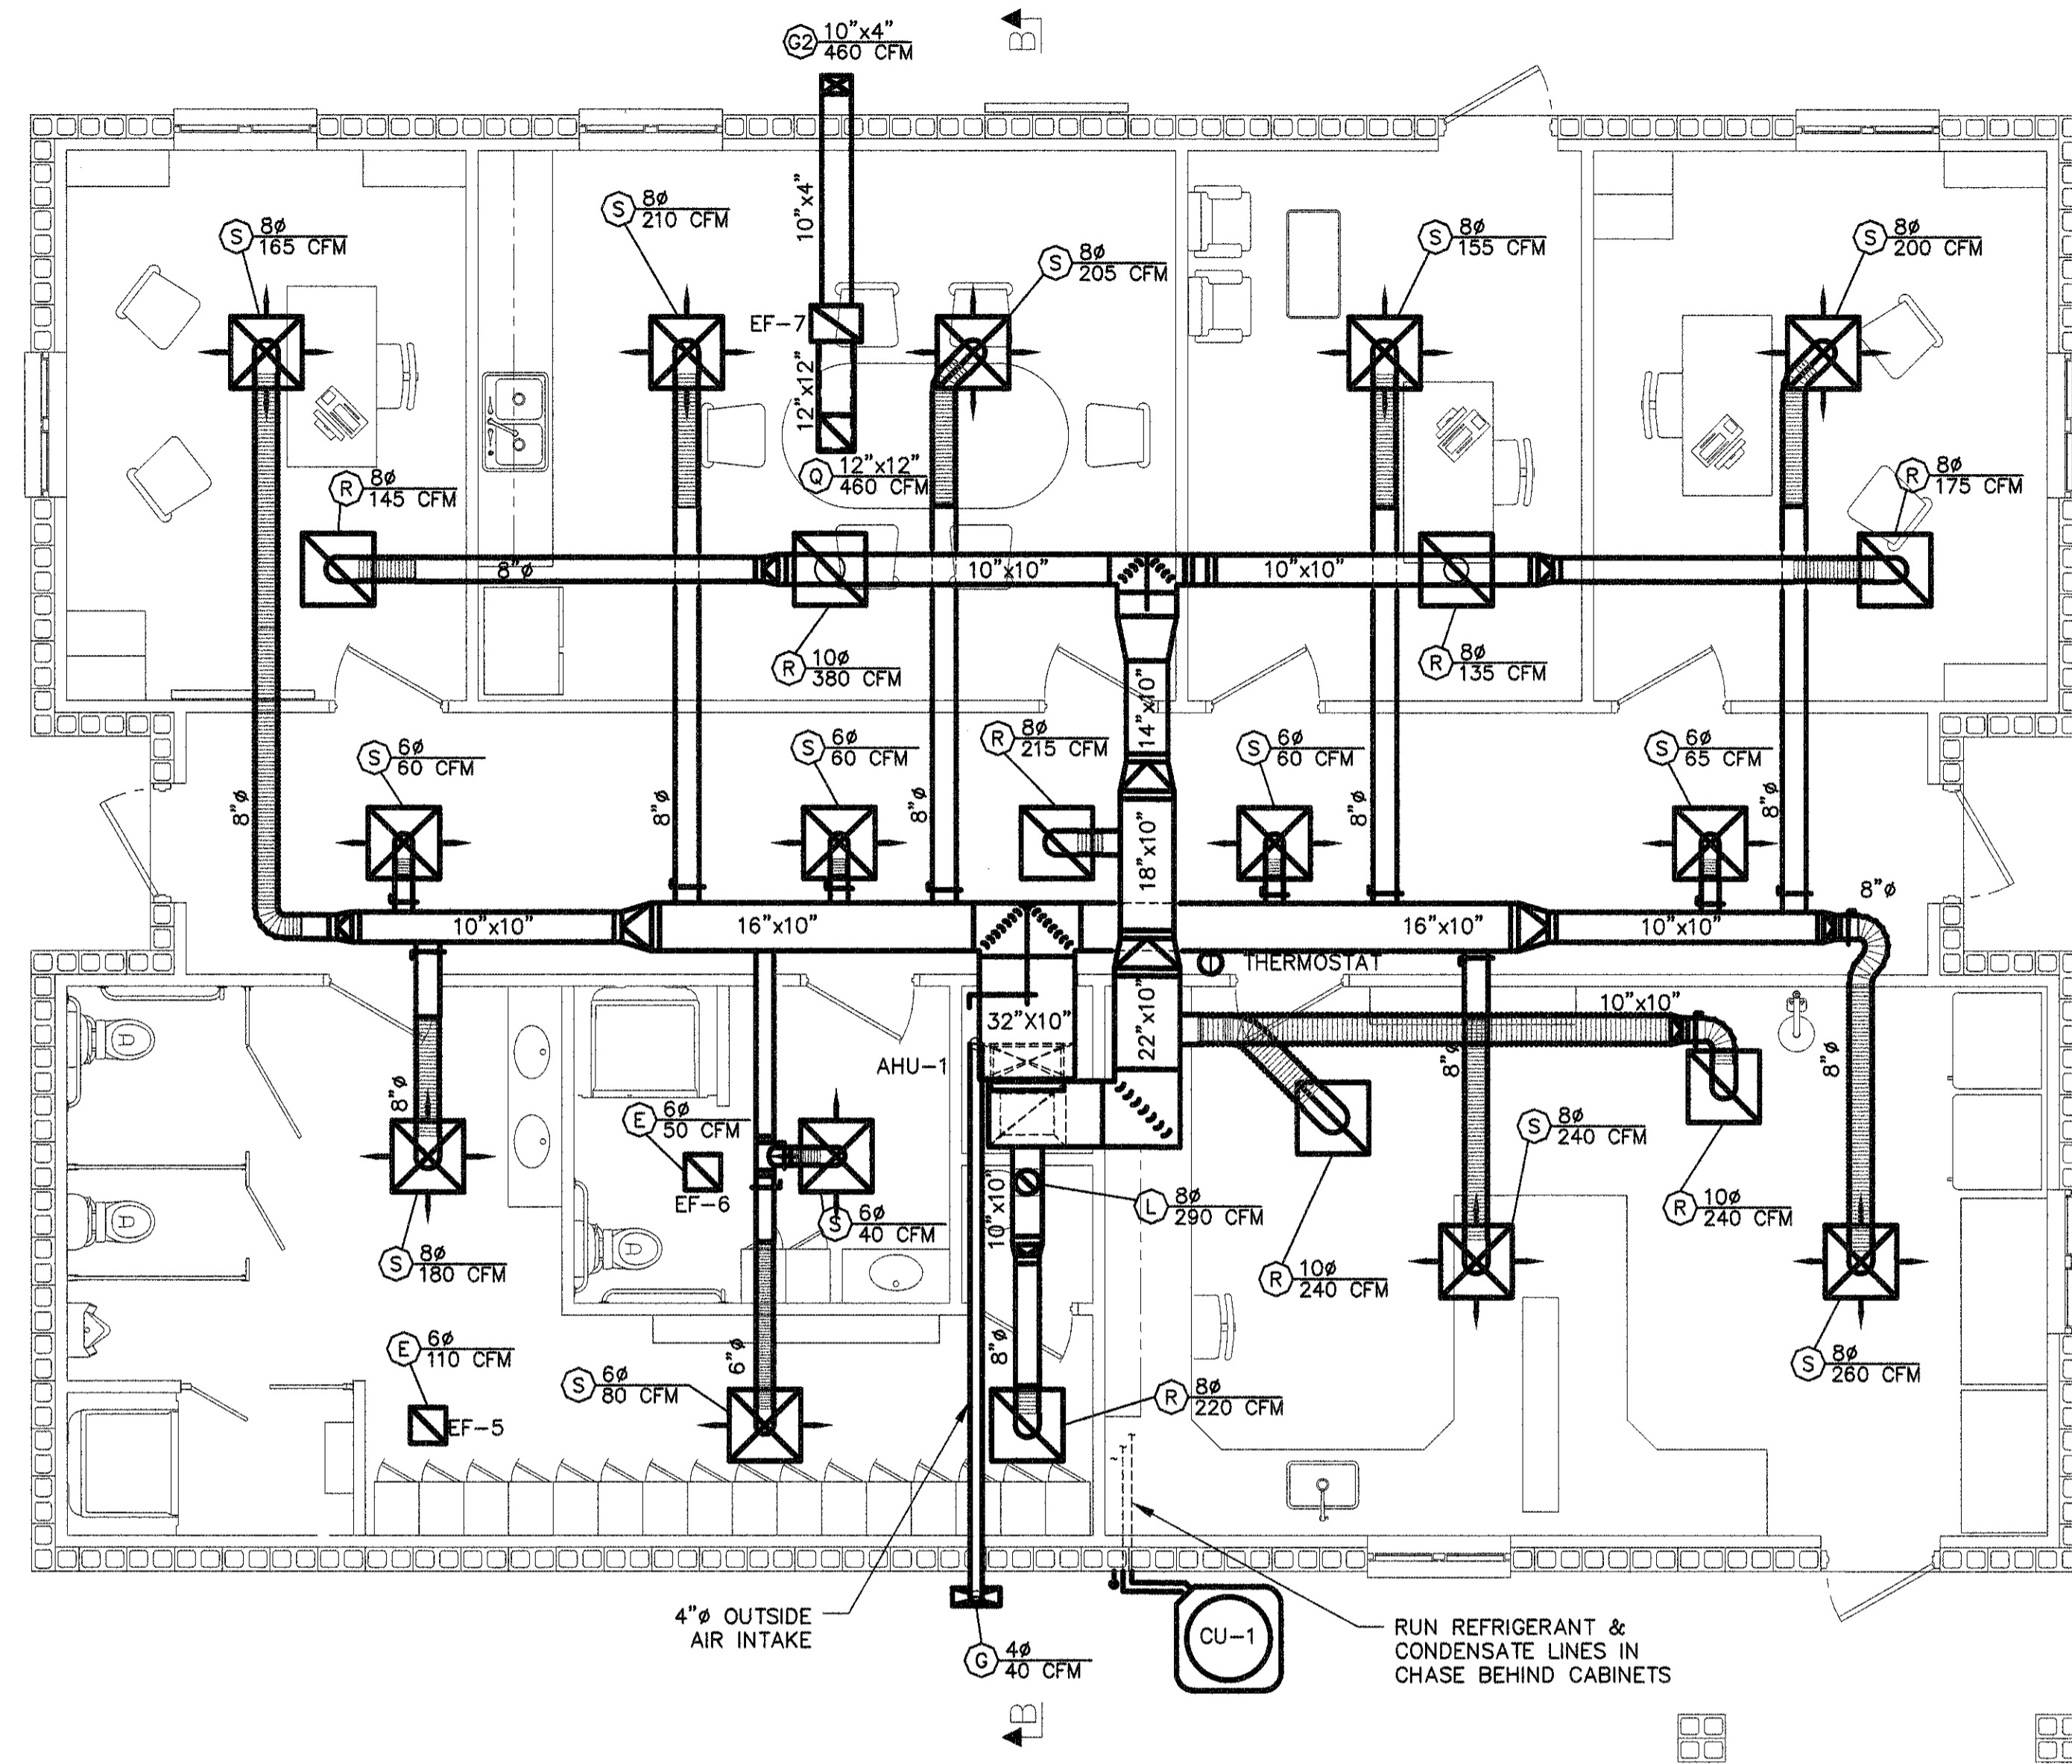 G2 10"x4"
460 CFM
B
S 8ø
165 CFM
S 8ø
210 CFM
10"x4"
S 8ø
205 CFM
S 8ø
155 CFM
S 8ø
200 CFM
EF-7
12"x12"
Q 12"x12"
460 CFM
R 8ø
145 CFM
R 8ø
175 CFM
8"ø
10"x10"
10"x10"
R 10ø
380 CFM
R 8ø
135 CFM
14"x10"
S 6ø
60 CFM
S 6ø
60 CFM
R 8ø
215 CFM
S 6ø
60 CFM
S 6ø
65 CFM
8"ø
8"ø
8"ø
18"x10"
8"ø
8"ø
8"ø
10"x10"
16"x10"
16"x10"
10"x10"
THERMOSTAT
32"X10"
22"x10"
10"x10"
AHU-1
8"ø
8"ø
8"ø
E 6ø
50 CFM
EF-6
S 6ø
40 CFM
10"x10"
L 8ø
290 CFM
S 8ø
240 CFM
R 10ø
240 CFM
S 8ø
180 CFM
R 10ø
240 CFM
E 6ø
110 CFM
EF-5
6"ø
S 6ø
80 CFM
8"ø
R 8ø
220 CFM
S 8ø
260 CFM
4"ø OUTSIDE
AIR INTAKE
G 4ø
40 CFM
CU-1
RUN REFRIGERANT &
CONDENSATE LINES IN
CHASE BEHIND CABINETS
B